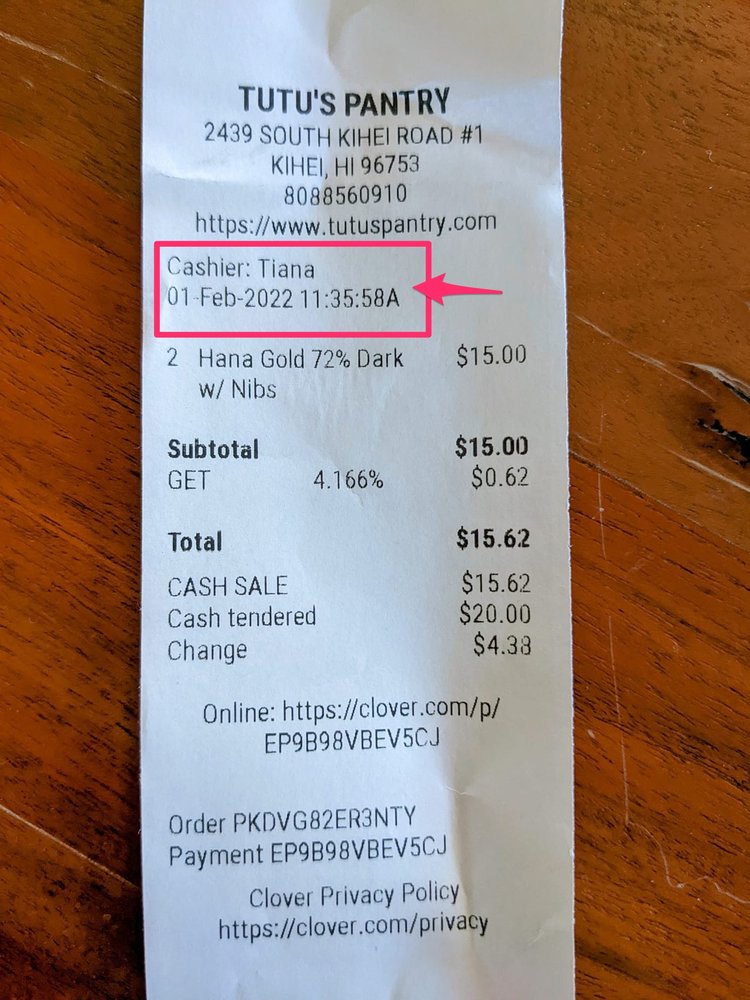 TUTU'S PANTRY
2439 SOUTH KIHEI ROAD #1
KIHEI, HI 96753
8088560910
https://www.tutuspantry.com
Cashier: Tiana
01-Feb-2022 11:35:58A
2 Hana Gold 72% Dark $15.00
w/ Nibs
Subtotal $15.00
GET 4.166% $0.62
Total $15.62
CASH SALE $15.62
Cash tendered $20.00
Change $4.38
Online: https://clover.com/p/
EP9B98VBEV5CJ
Order PKDVG82ER3NTY
Payment EP9B98VBEV5CJ
Clover Privacy Policy
https://clover.com/privacy